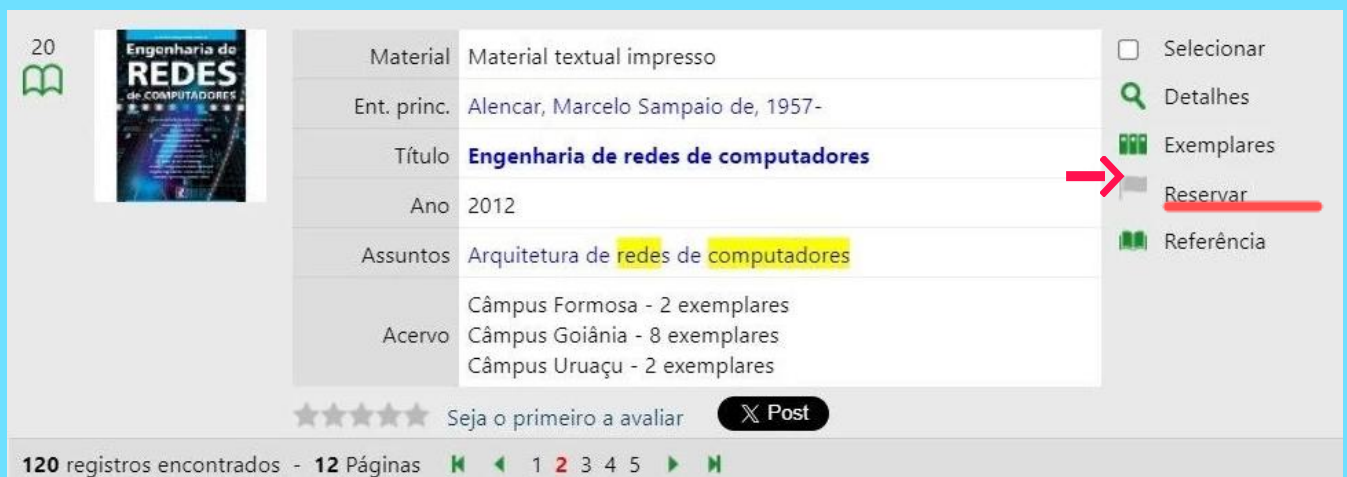 20
Engenharia de
REDES
de COMPUTADORES
Material Material textual impresso
Ent. princ. Alencar, Marcelo Sampaio de, 1957-
Título Engenharia de redes de computadores
Ano 2012
Assuntos Arquitetura de redes de computadores
Acervo
Câmpus Formosa - 2 exemplares
Câmpus Goiânia - 8 exemplares
Câmpus Uruaçu - 2 exemplares
Selecionar
Detalhes
Exemplares
Reservar
Referência
Seja o primeiro a avaliar
X Post
120 registros encontrados - 12 Páginas 1 2 3 4 5